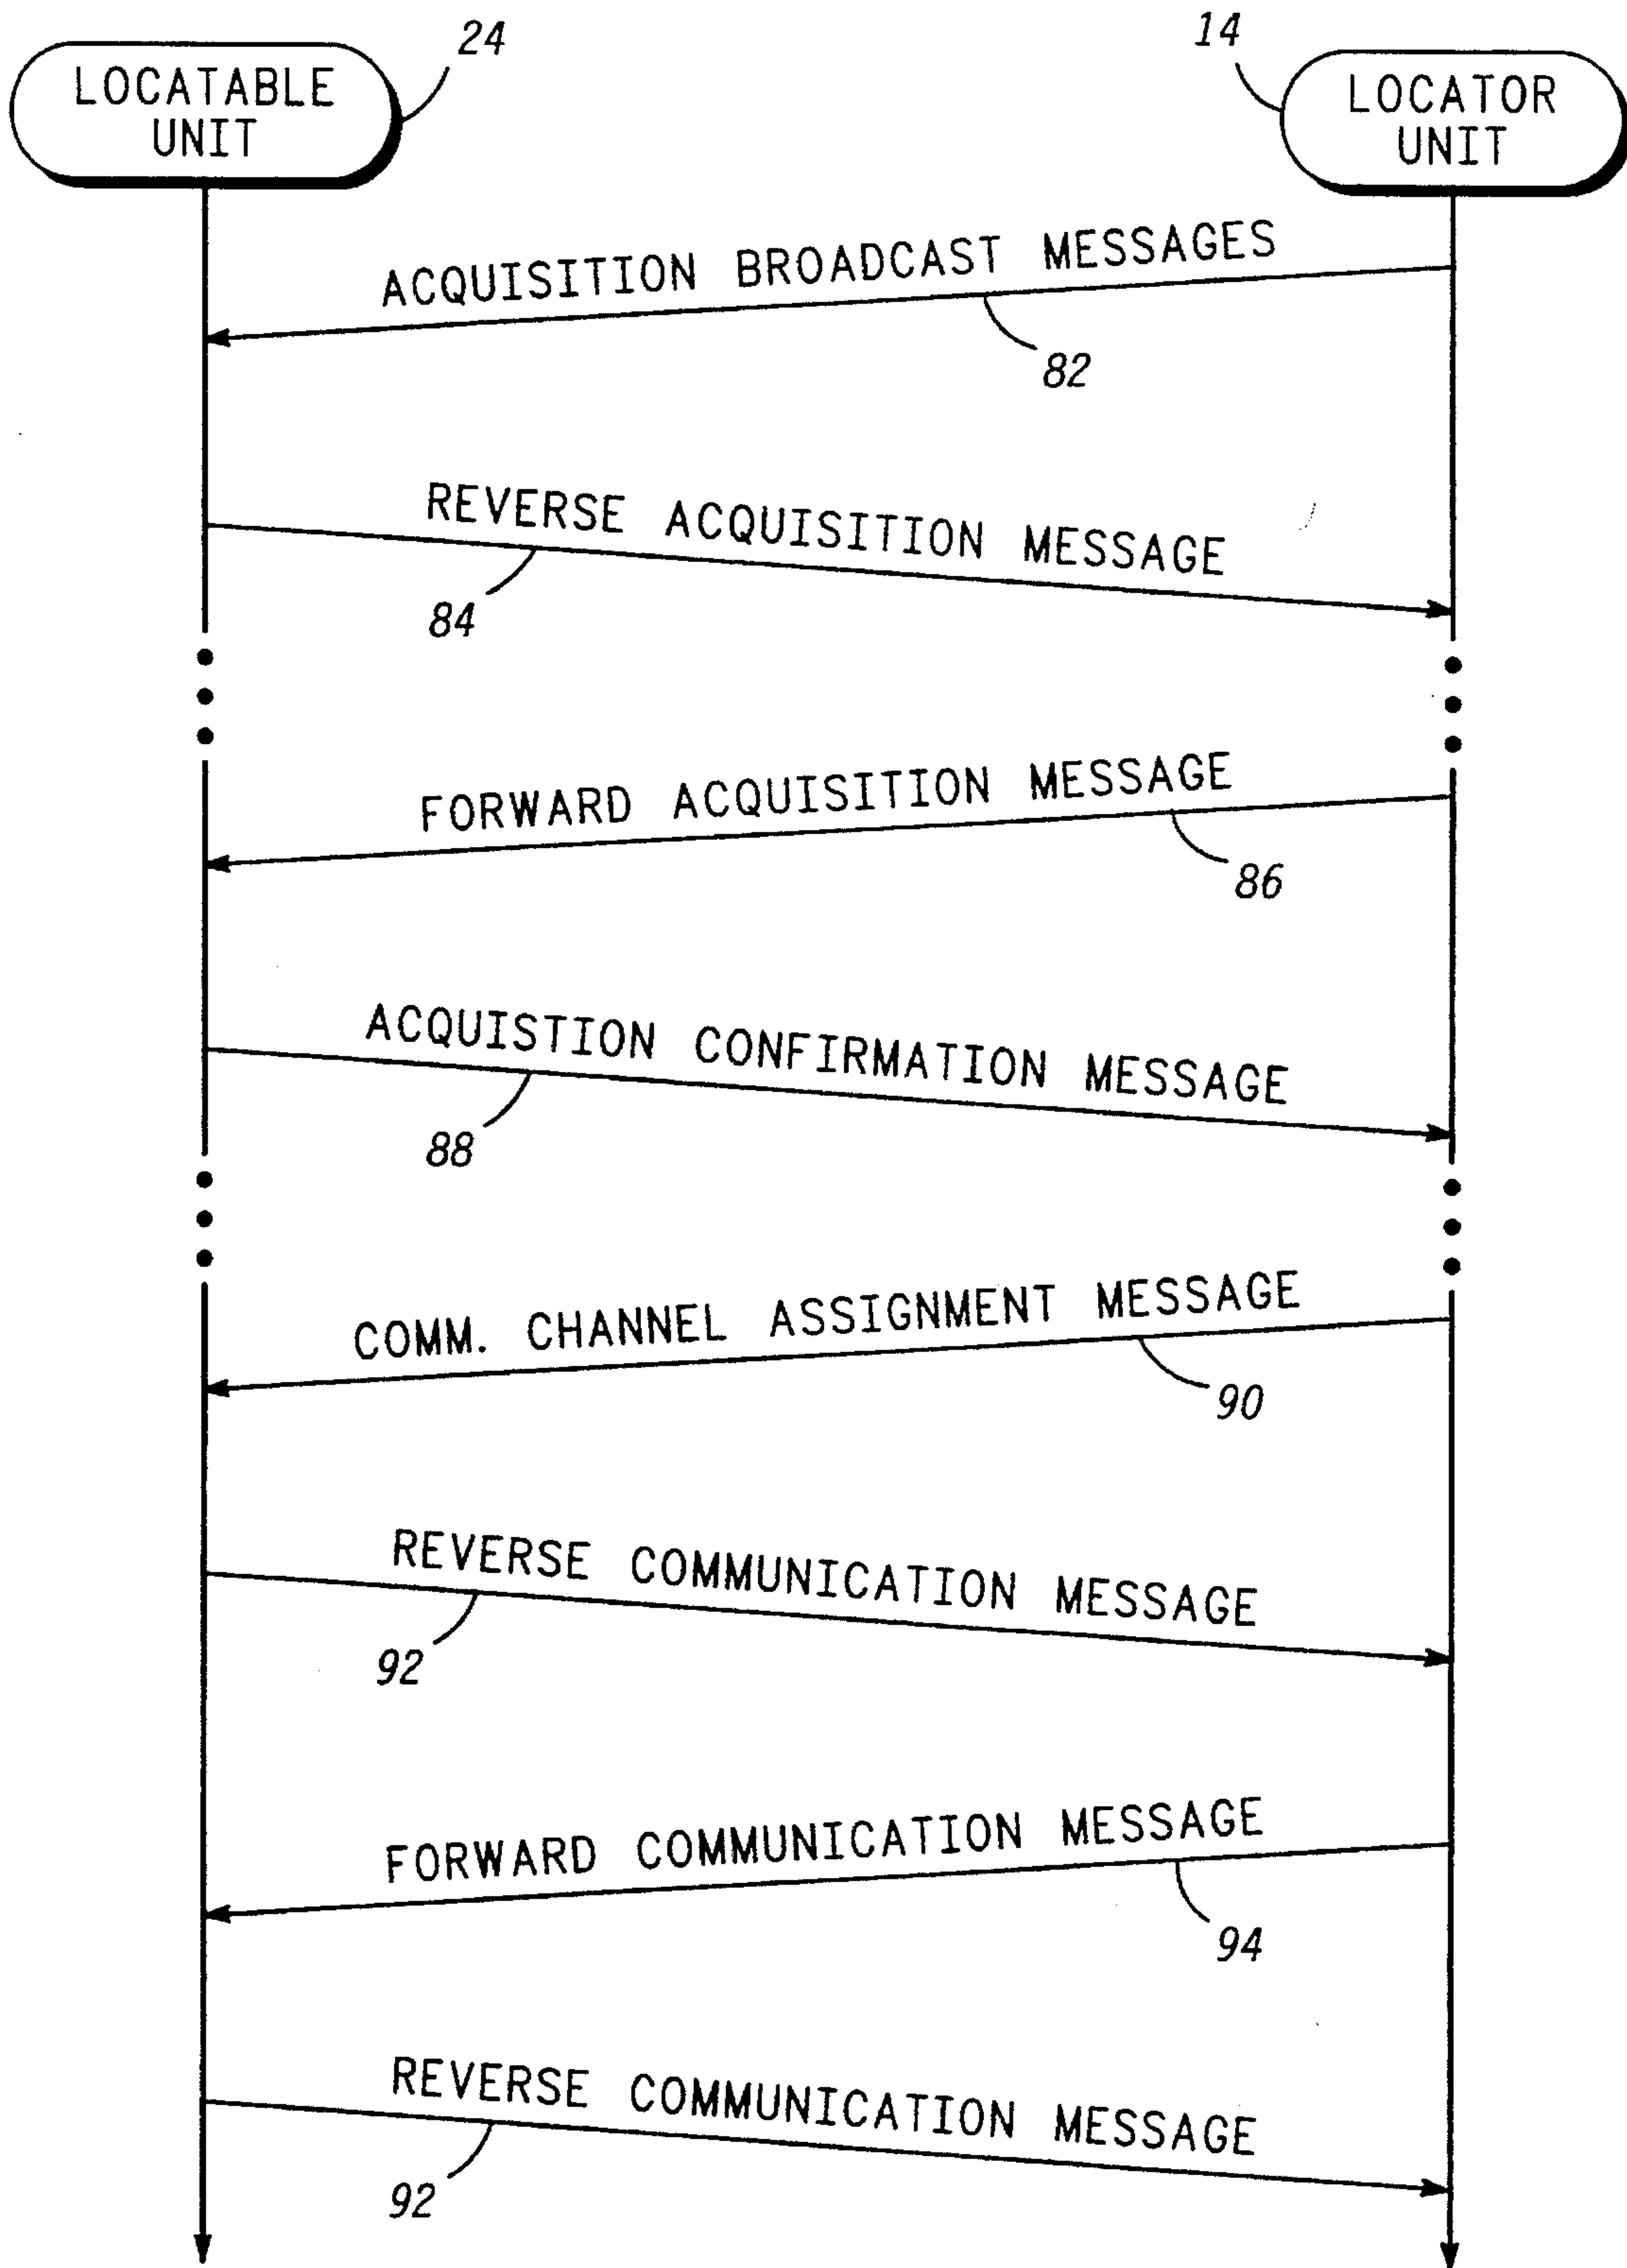 24
14
LOCATABLE
UNIT
LOCATOR
UNIT
ACQUISITION BROADCAST MESSAGES
82
REVERSE ACQUISITION MESSAGE
84
FORWARD ACQUISITION MESSAGE
86
ACQUISTION CONFIRMATION MESSAGE
88
COMM. CHANNEL ASSIGNMENT MESSAGE
90
REVERSE COMMUNICATION MESSAGE
92
FORWARD COMMUNICATION MESSAGE
94
REVERSE COMMUNICATION MESSAGE
92